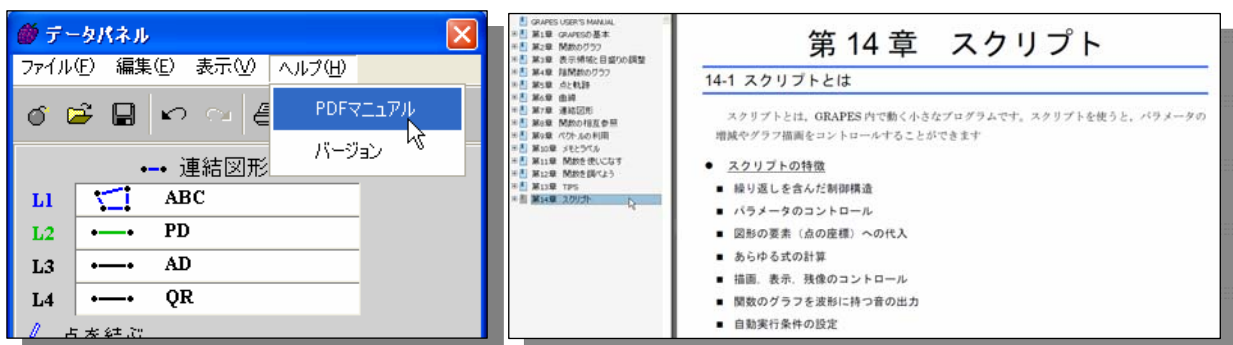 データパネル
ファイル(F) 編集(E) 表示(V) ヘルプ(H)
PDFマニュアル
バージョン
連結図形
L1 ABC
L2 PD
L3 AD
L4 QR
点を結ぶ
GRAPES USER'S MANUAL
第1章 GRAPESの基本
第2章 関数のグラフ
第3章 表示領域と目盛りの調整
第4章 陰関数のグラフ
第5章 点と軌跡
第6章 曲線
第7章 連結図形
第8章 関数の相互参照
第9章 ベクトルの利用
第10章 メモとラベル
第11章 関数を使いこなす
第12章 関数を調べよう
第13章 TIPS
第14章 スクリプト
第 14 章 スクリプト
14-1 スクリプトとは
スクリプトとは，GRAPES 内で動く小さなプログラムです。スクリプトを使うと，パラメータの
増減やグラフ描画をコントロールすることができます
● スクリプトの特徴
■ 繰り返しを含んだ制御構造
■ パラメータのコントロール
■ 図形の要素（点の座標）への代入
■ あらゆる式の計算
■ 描画，表示，残像のコントロール
■ 関数のグラフを波形に持つ音の出力
■ 自動実行条件の設定